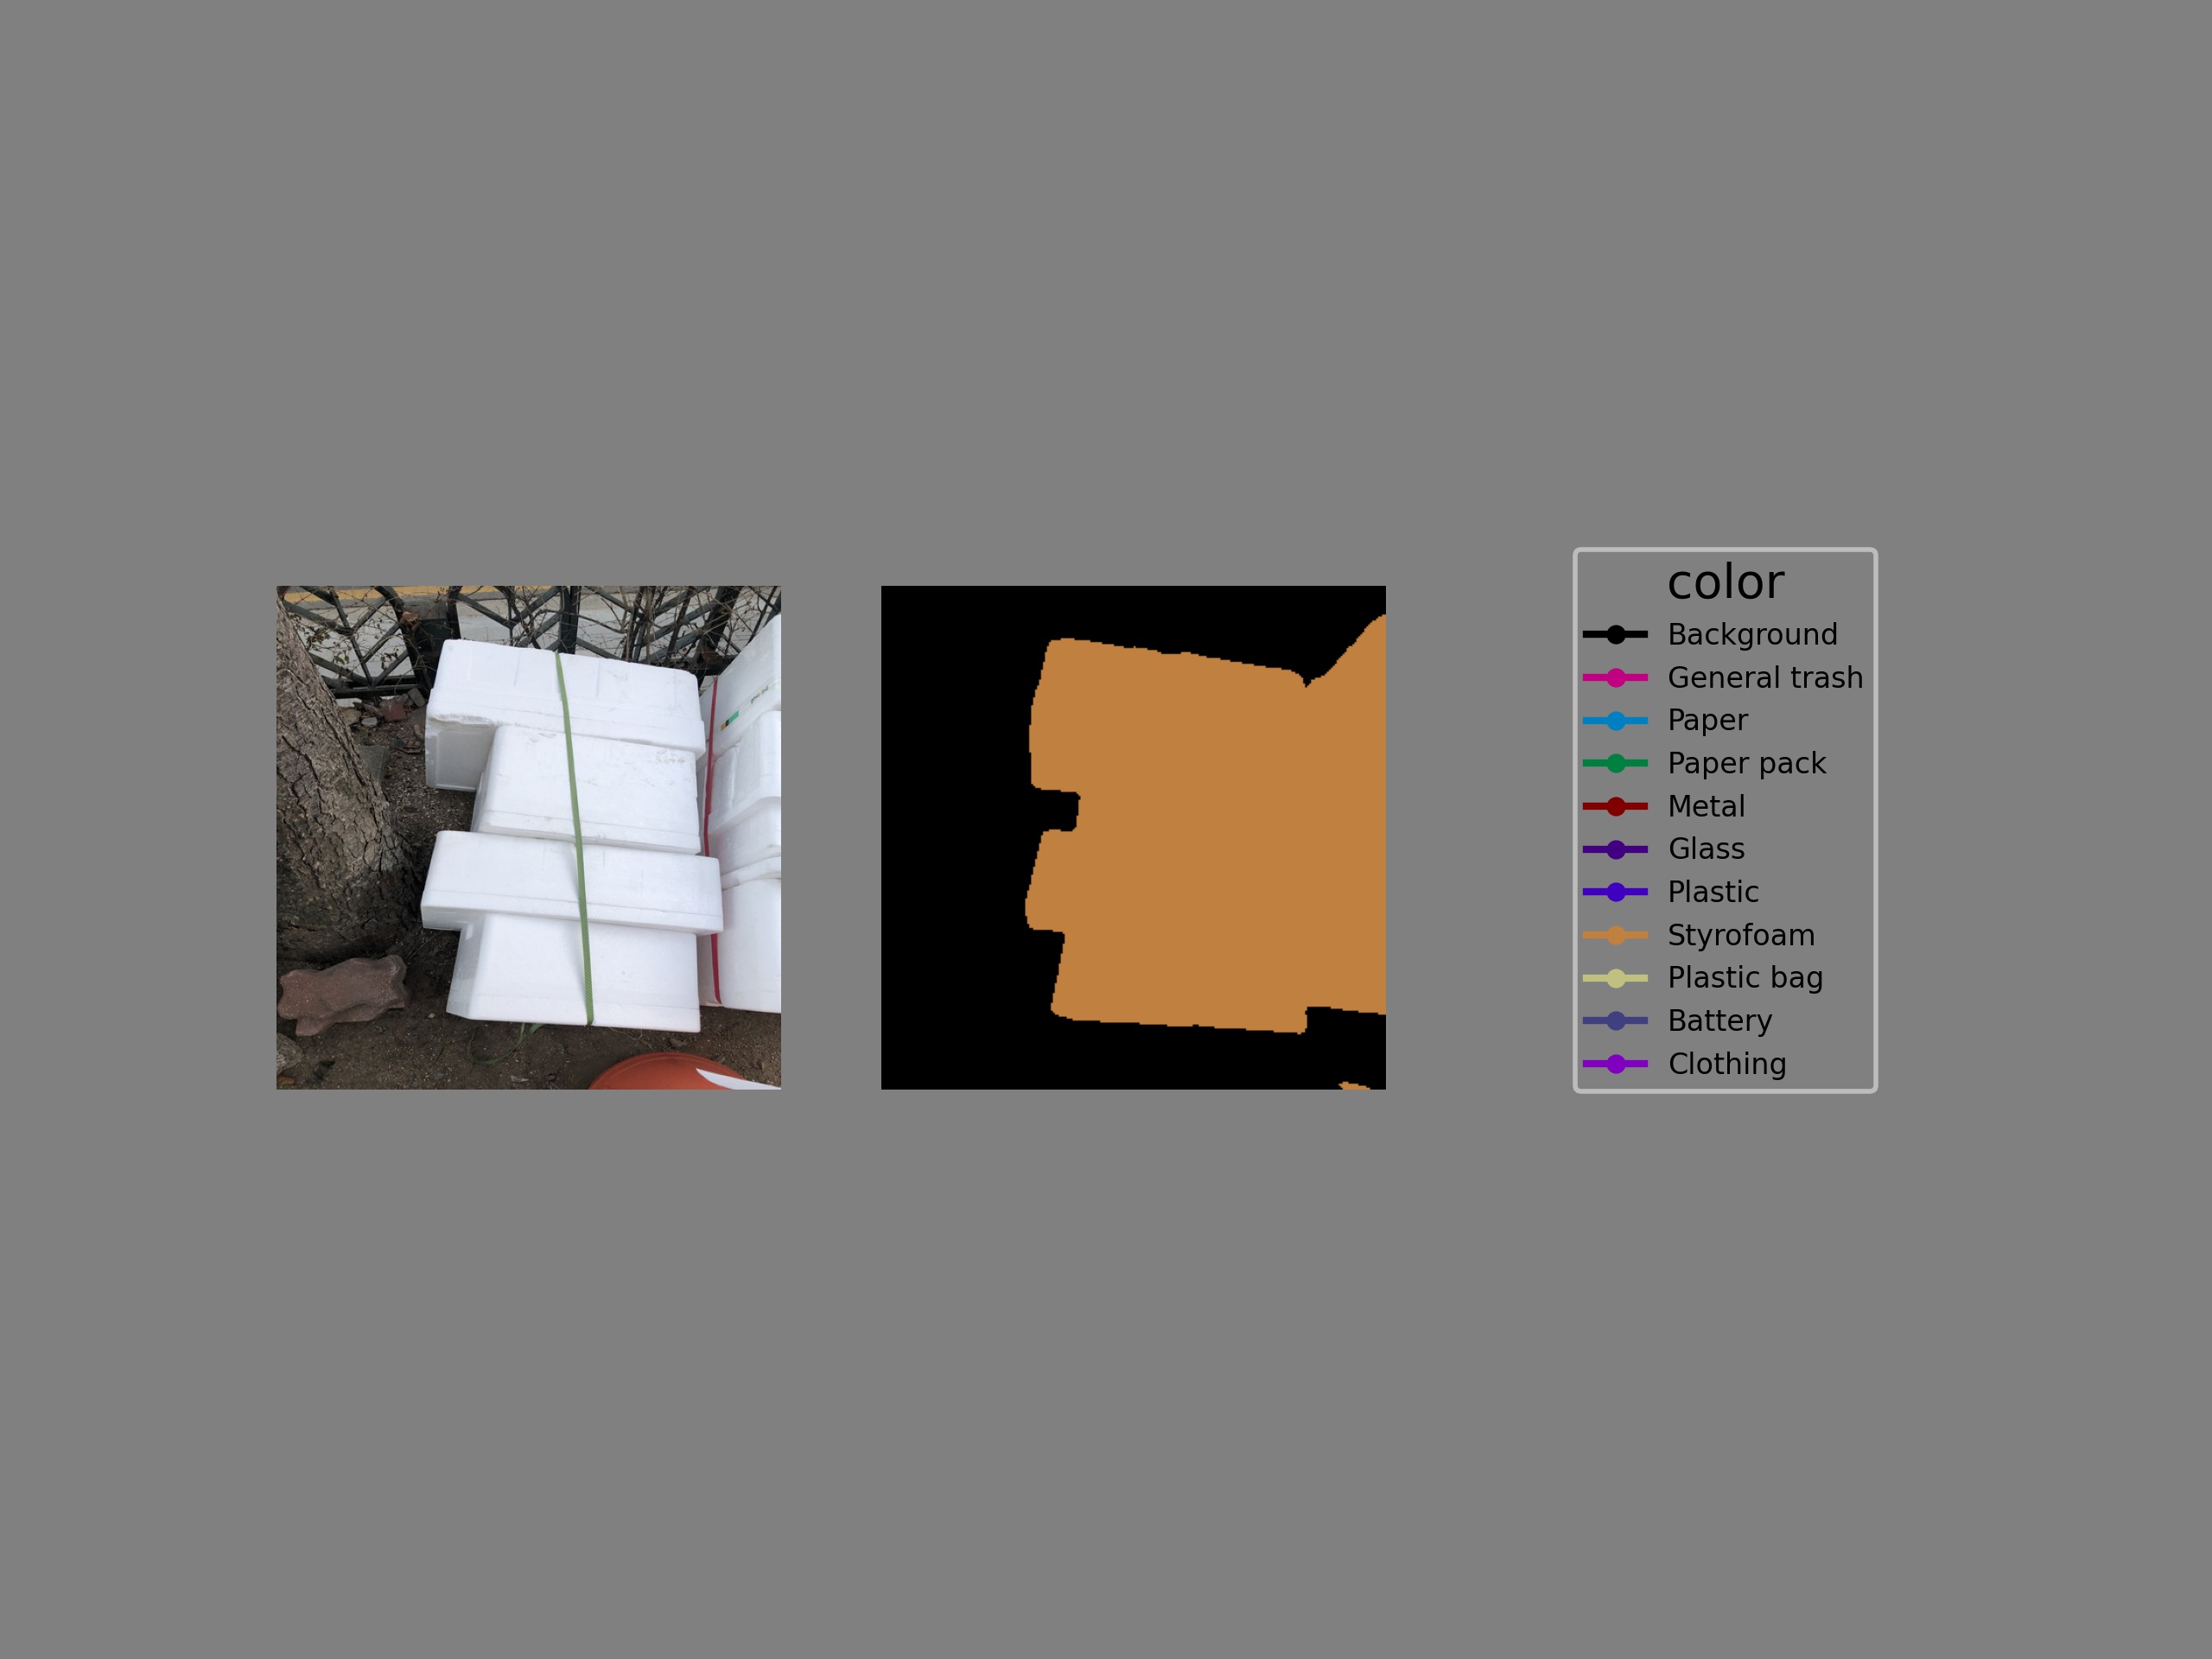 color
Background
General trash
Paper
Paper pack
Metal
Glass
Plastic
Styrofoam
Plastic bag
Battery
Clothing